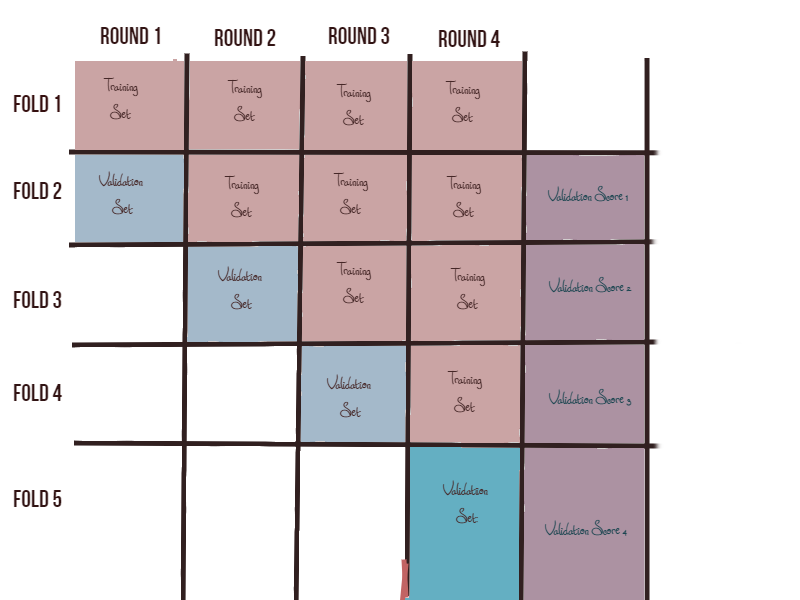 ROUND 1 ROUND 2 ROUND 3 ROUND 4
FOLD 1
Training Set
Training Set
Training Set
Training Set
FOLD 2
Validation Set
Training Set
Training Set
Training Set
Validation Score 1
FOLD 3
Validation Set
Training Set
Training Set
Validation Score 2
FOLD 4
Validation Set
Training Set
Validation Score 3
FOLD 5
Validation Set
Validation Score 4